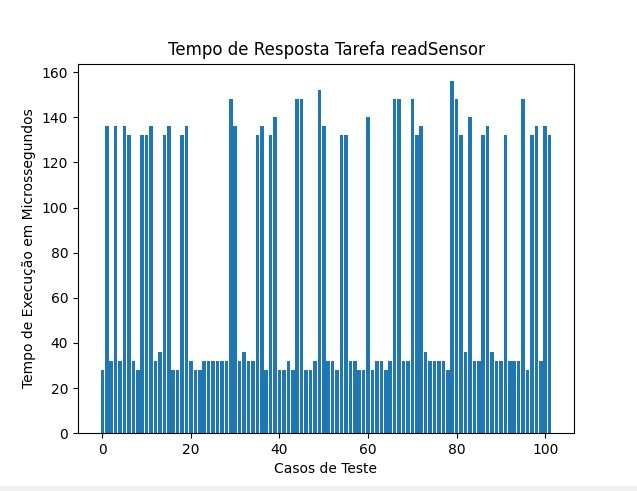 Tempo de Resposta Tarefa readSensor
160
140
120
100
80
60
40
20
0
Tempo de Execução em Microssegundos
0 20 40 60 80 100
Casos de Teste